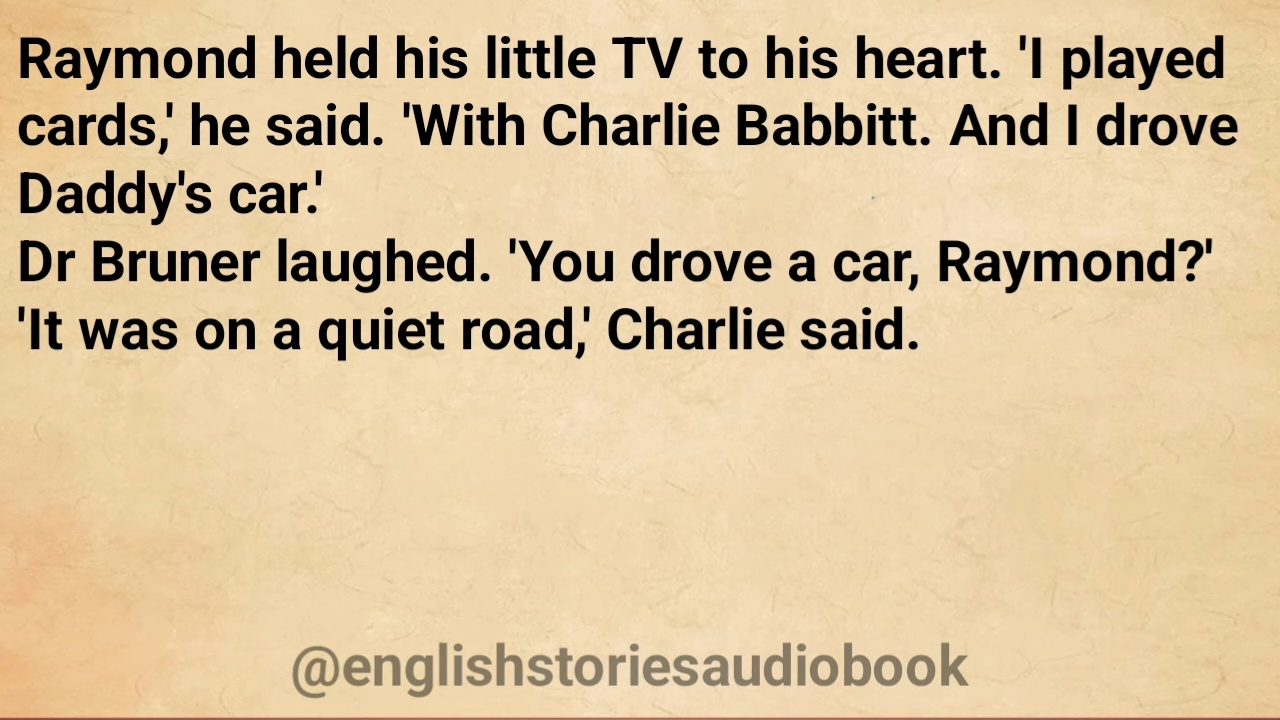 Raymond held his little TV to his heart. 'I played
cards,' he said. 'With Charlie Babbitt. And I drove
Daddy's car.'
Dr Bruner laughed. 'You drove a car, Raymond?'
'It was on a quiet road,' Charlie said.
@englishstoriesaudiobook